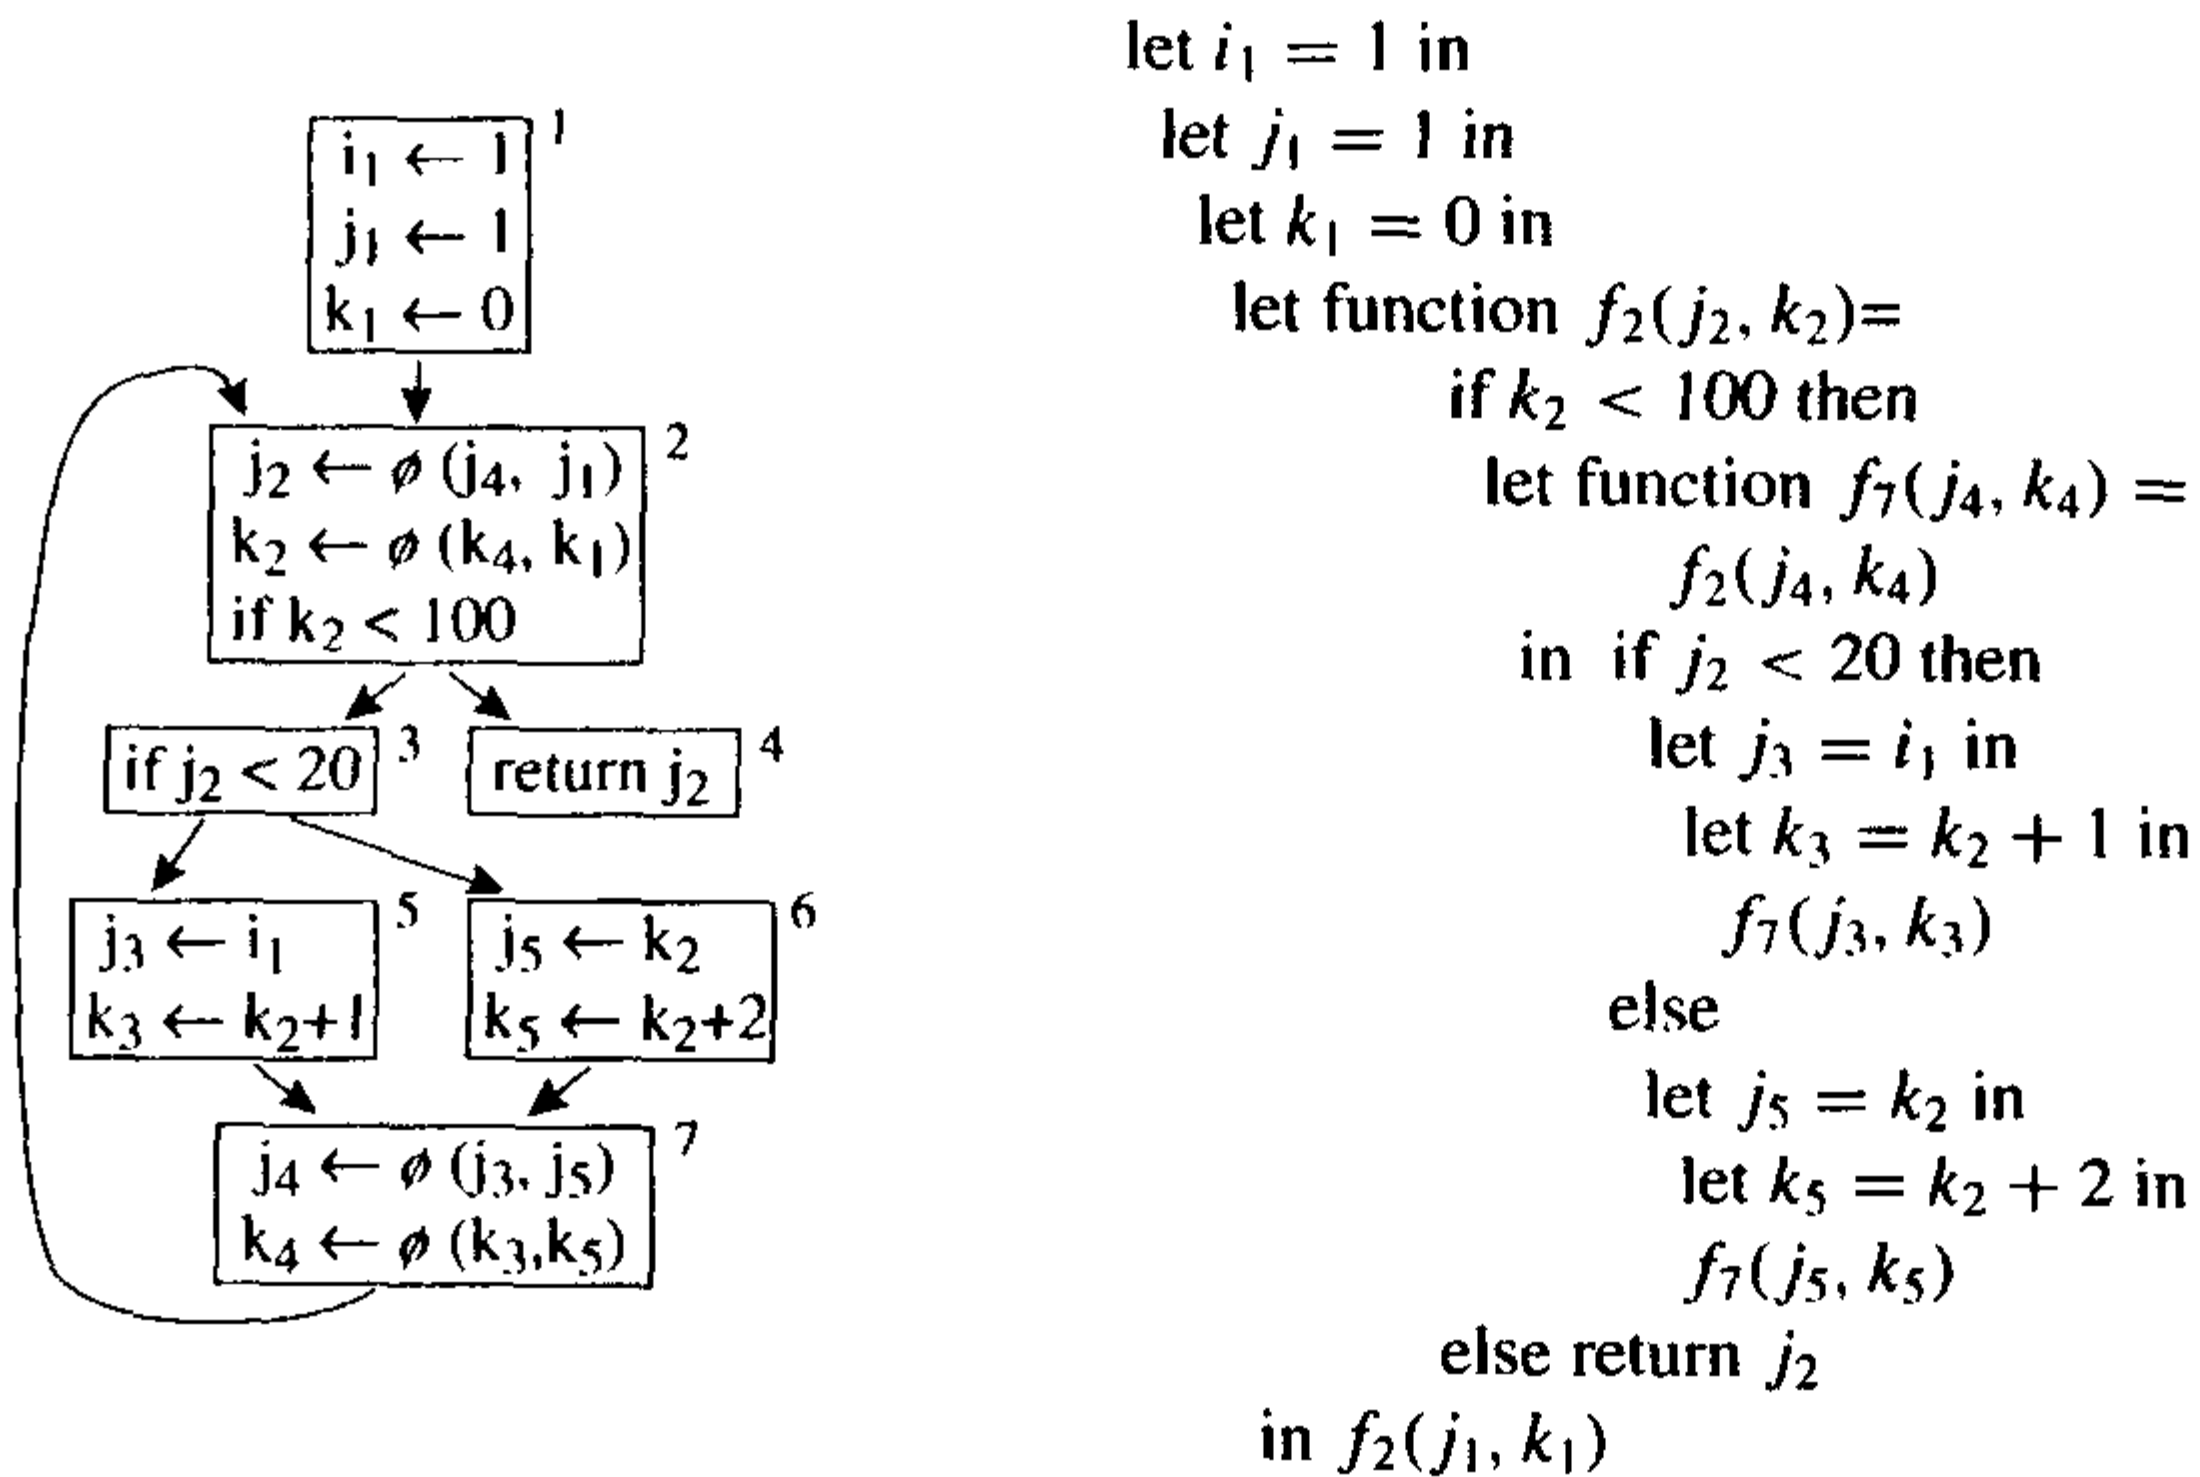 1
i₁ ← 1
j₁ ← 1
k₁ ← 0
2
j₂ ← ø (j₄, j₁)
k₂ ← ø (k₄, k₁)
if k₂ < 100
3
if j₂ < 20
4
return j₂
5
j₃ ← i₁
k₃ ← k₂+1
6
j₅ ← k₂
k₅ ← k₂+2
7
j₄ ← ø (j₃, j₅)
k₄ ← ø (k₃,k₅)
let i₁ = 1 in
let j₁ = 1 in
let k₁ = 0 in
let function f₂(j₂, k₂)=
if k₂ < 100 then
let function f₇(j₄, k₄) =
f₂(j₄, k₄)
in if j₂ < 20 then
let j₃ = i₁ in
let k₃ = k₂ + 1 in
f₇(j₃, k₃)
else
let j₅ = k₂ in
let k₅ = k₂ + 2 in
f₇(j₅, k₅)
else return j₂
in f₂(j₁, k₁)